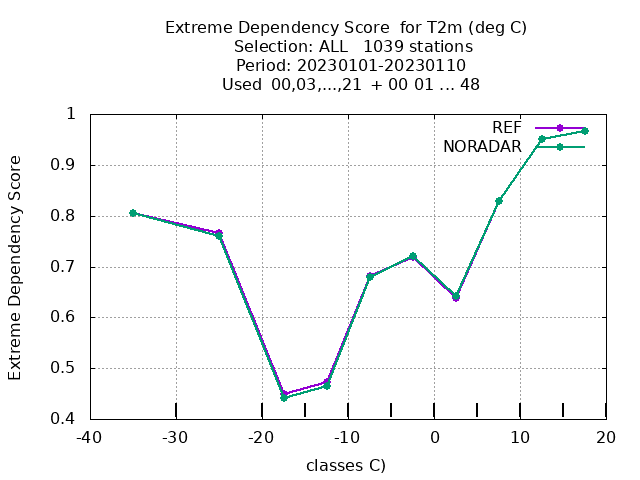 Extreme Dependency Score  for T2m (deg C)
Selection: ALL   1039 stations
Period: 20230101-20230110
Used  00,03,...,21  + 00 01 ... 48
REF
NORADAR
Extreme Dependency Score
1
0.9
0.8
0.7
0.6
0.5
0.4
-40 -30 -20 -10 0 10 20
classes C)